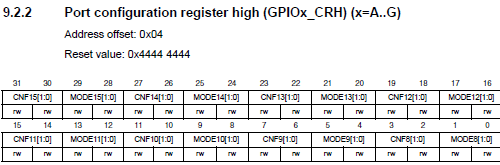 9.2.2 Port configuration register high (GPIOx_CRH) (x=A..G)
Address offset: 0x04
Reset value: 0x4444 4444
31 30 29 28 27 26 25 24 23 22 21 20 19 18 17 16
CNF15[1:0] MODE15[1:0] CNF14[1:0] MODE14[1:0] CNF13[1:0] MODE13[1:0] CNF12[1:0] MODE12[1:0]
rw rw rw rw rw rw rw rw rw rw rw rw rw rw rw rw
15 14 13 12 11 10 9 8 7 6 5 4 3 2 1 0
CNF11[1:0] MODE11[1:0] CNF10[1:0] MODE10[1:0] CNF9[1:0] MODE9[1:0] CNF8[1:0] MODE8[1:0]
rw rw rw rw rw rw rw rw rw rw rw rw rw rw rw rw